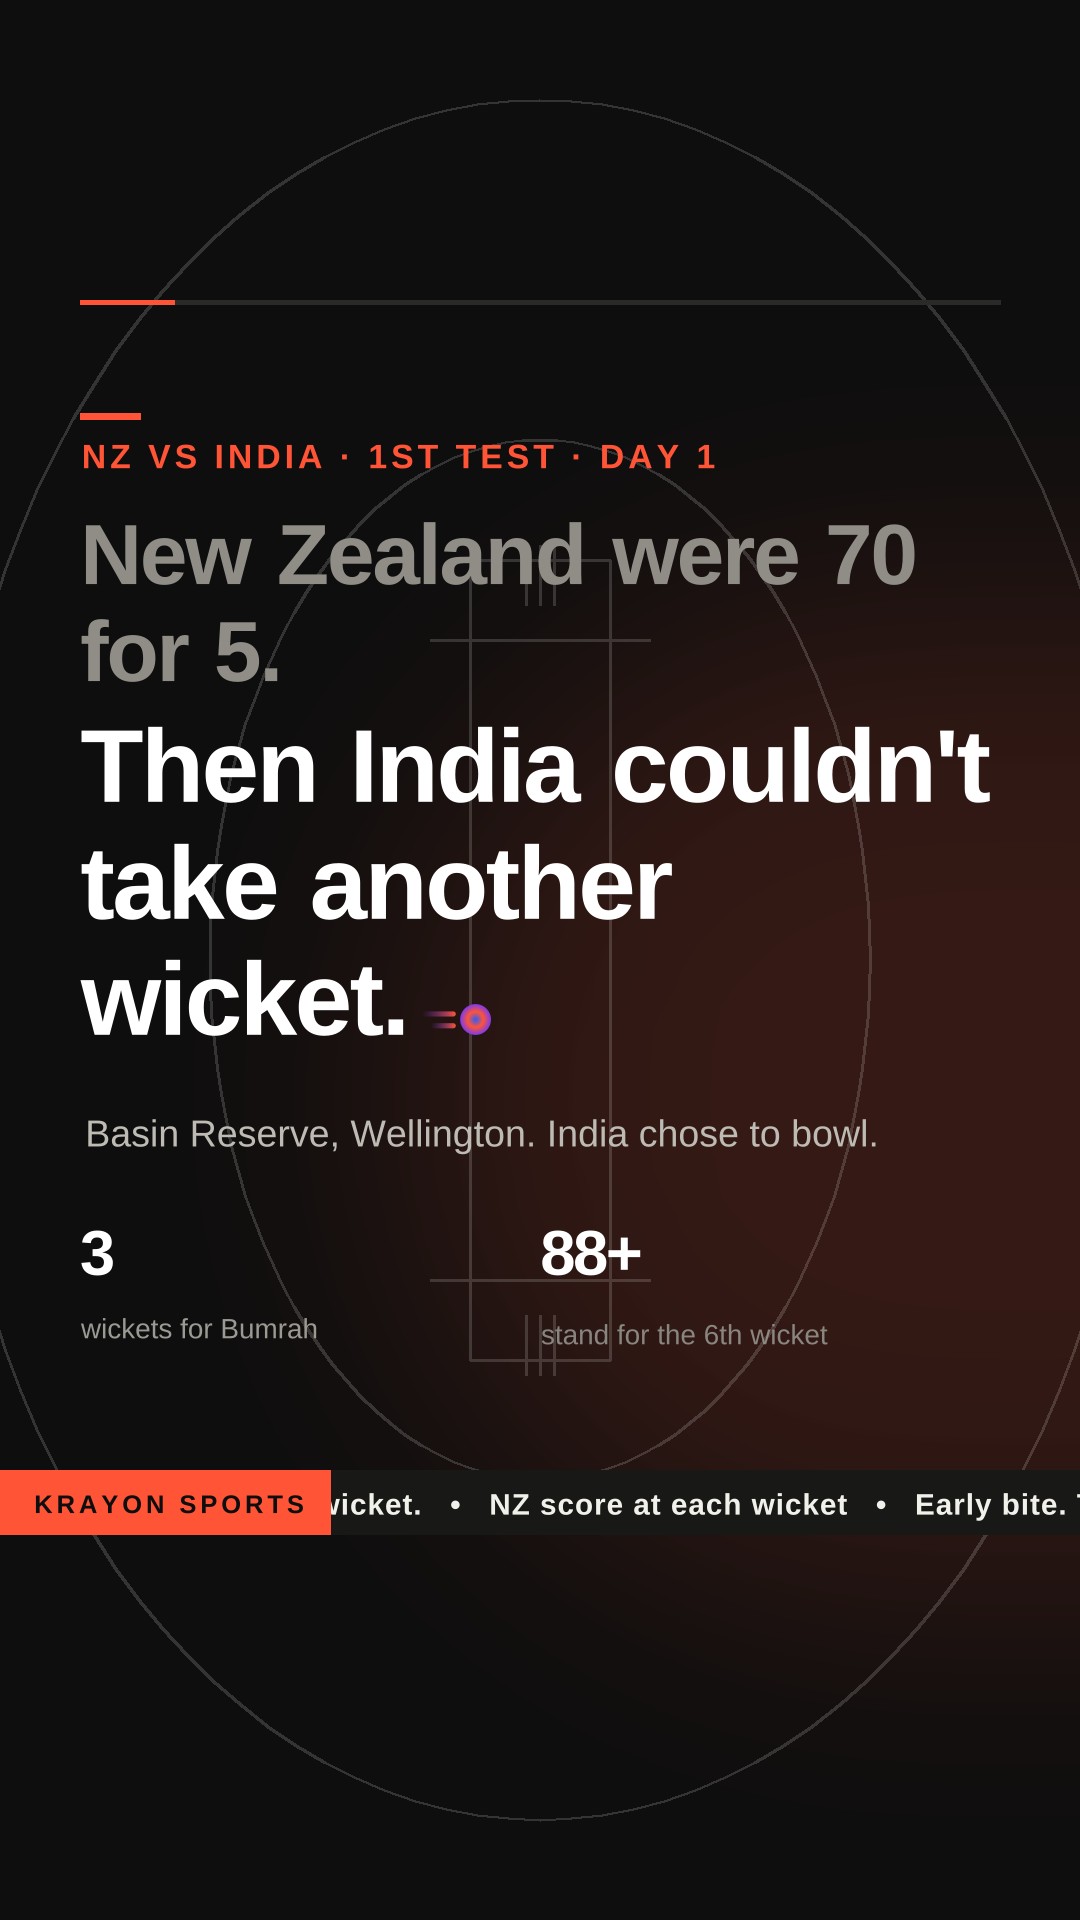 NZ VS INDIA · 1ST TEST · DAY 1
New Zealand were 70
for 5.
Then India couldn't
take another
wicket.
Basin Reserve, Wellington. India chose to bowl.
3
88+
wickets for Bumrah
stand for the 6th wicket
KRAYON SPORTS wicket. • NZ score at each wicket • Early bite.